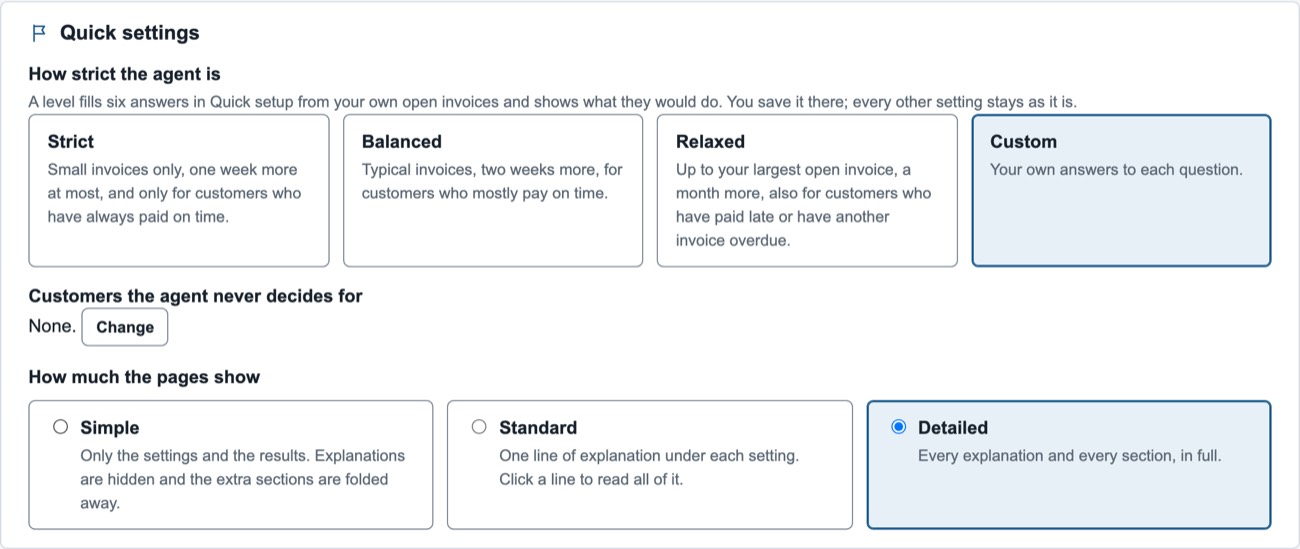 Quick settings
How strict the agent is
A level fills six answers in Quick setup from your own open invoices and shows what they would do. You save it there; every other setting stays as it is.
Strict
Small invoices only, one week more
at most, and only for customers who
have always paid on time.
Balanced
Typical invoices, two weeks more, for
customers who mostly pay on time.
Relaxed
Up to your largest open invoice, a
month more, also for customers who
have paid late or have another
invoice overdue.
Custom
Your own answers to each question.
Customers the agent never decides for
None. Change
How much the pages show
Simple
Only the settings and the results. Explanations
are hidden and the extra sections are folded
away.
Standard
One line of explanation under each setting.
Click a line to read all of it.
Detailed
Every explanation and every section, in full.